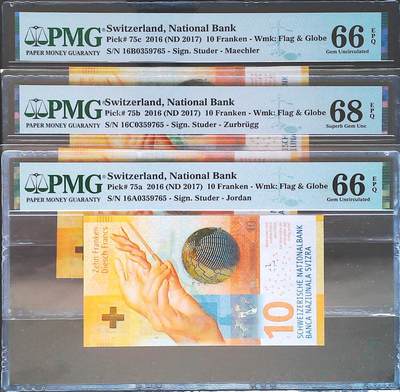 PMG
PAPER MONEY GUARANTY
Switzerland, National Bank
Pick# 75c 2016 (ND 2017) 10 Franken - Wmk: Flag & Globe
S/N 16B0359765 - Sign. Studer - Maechler
66 EPQ
Gem Uncirculated
PMG
PAPER MONEY GUARANTY
Switzerland, National Bank
Pick# 75b 2016 (ND 2017) 10 Franken - Wmk: Flag & Globe
S/N 16C0359765 - Sign. Studer - Zurbrügg
68 EPQ
Superb Gem Unc
PMG
PAPER MONEY GUARANTY
Switzerland, National Bank
Pick# 75a 2016 (ND 2017) 10 Franken - Wmk: Flag & Globe
S/N 16A0359765 - Sign. Studer - Jordan
66 EPQ
Gem Uncirculated
Zehn Franken
Diesch Francs
10
SCHWEIZERISCHE NATIONALBANK
BANCA NAZIUNALA SVIZRA